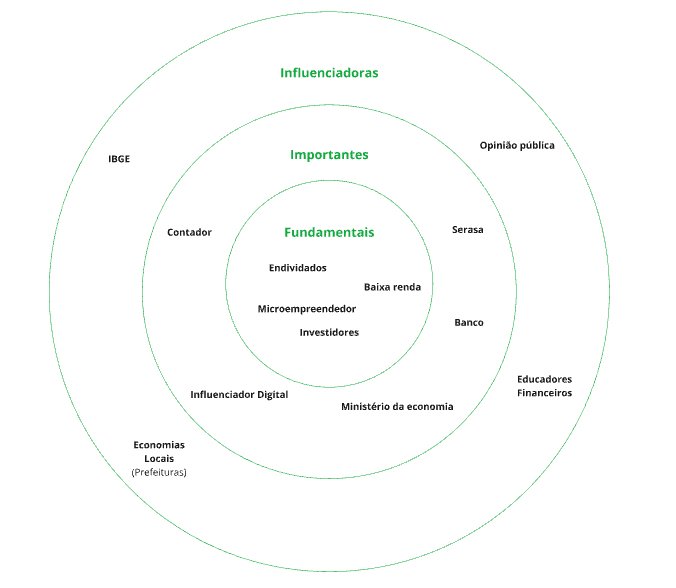 Influenciadoras
Opinião pública
Importantes
IBGE
Serasa
Contador
Fundamentais
Endividados
Baixa renda
Microempreendedor
Banco
Investidores
Educadores
Financeiros
Influenciador Digital
Ministério da economia
Economias
Locais
(Prefeituras)